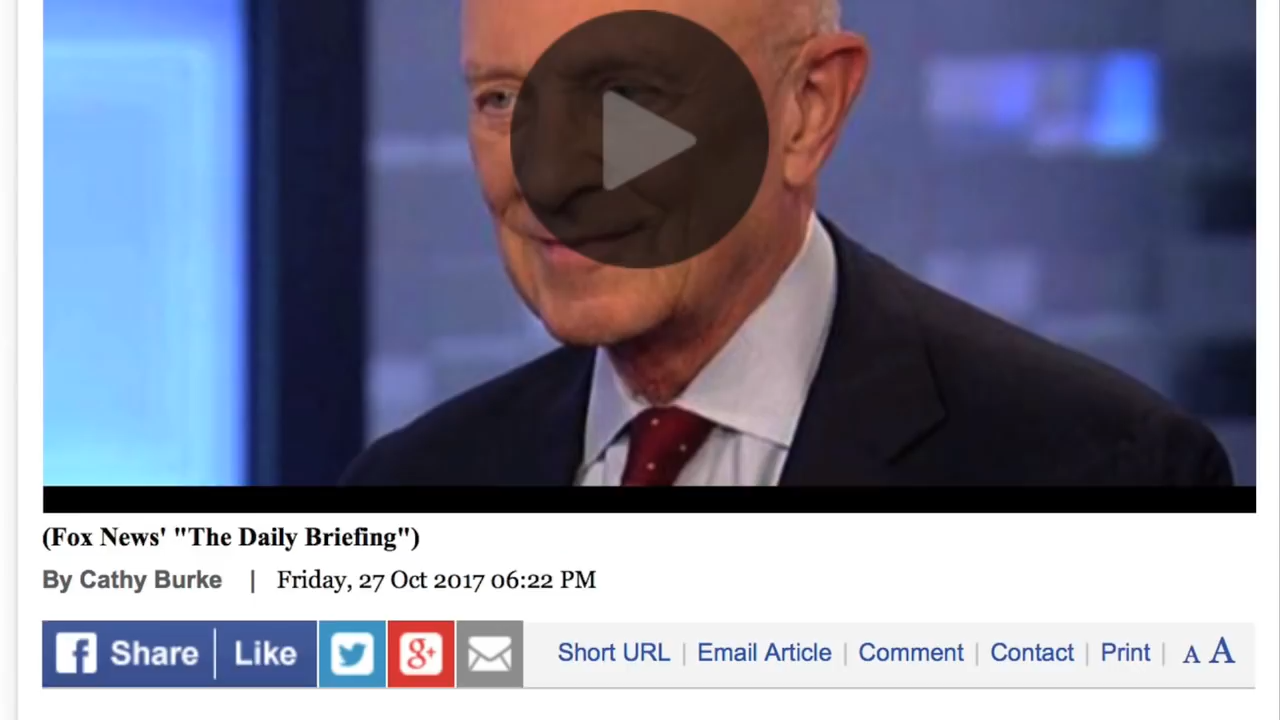 (Fox News' "The Daily Briefing")
By Cathy Burke | Friday, 27 Oct 2017 06:22 PM
f Share | Like g+ Short URL | Email Article | Comment | Contact | Print | A A